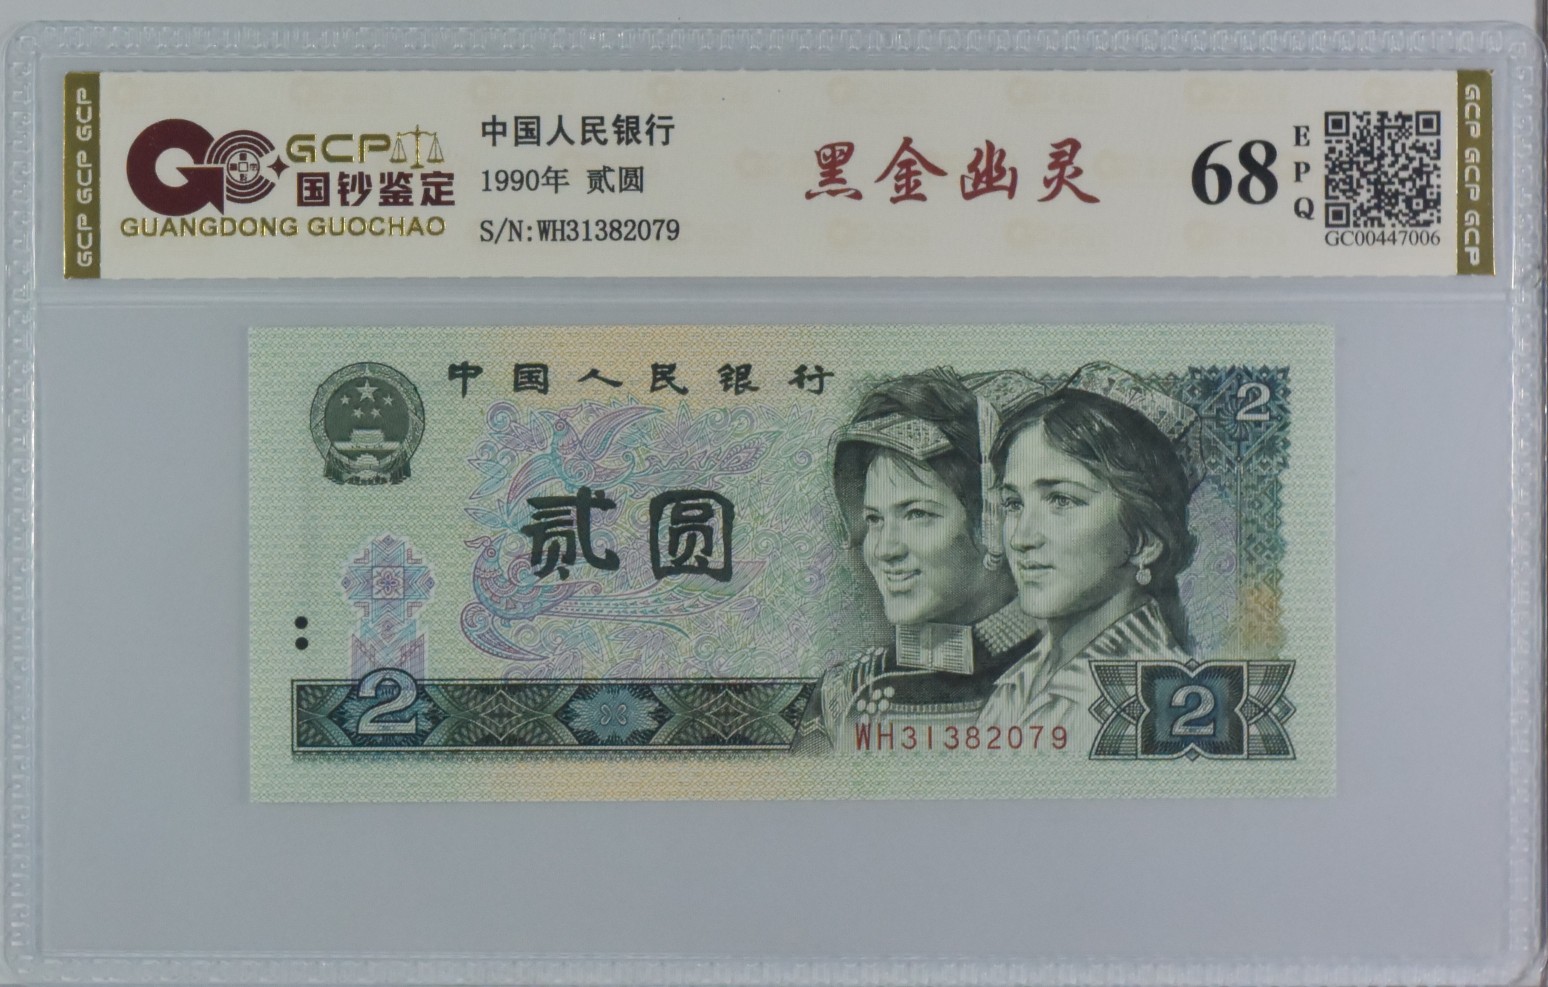 GCP GCP GCP
GCP
国钞鉴定
GUANGDONG GUOCHAO
中国人民银行
1990年 贰圆
S/N:WH31382079
黑金幽灵
68
EPQ
GC00447006
GCP GCP GCP
中国人民银行
2
贰圆
2
WH31382079
2